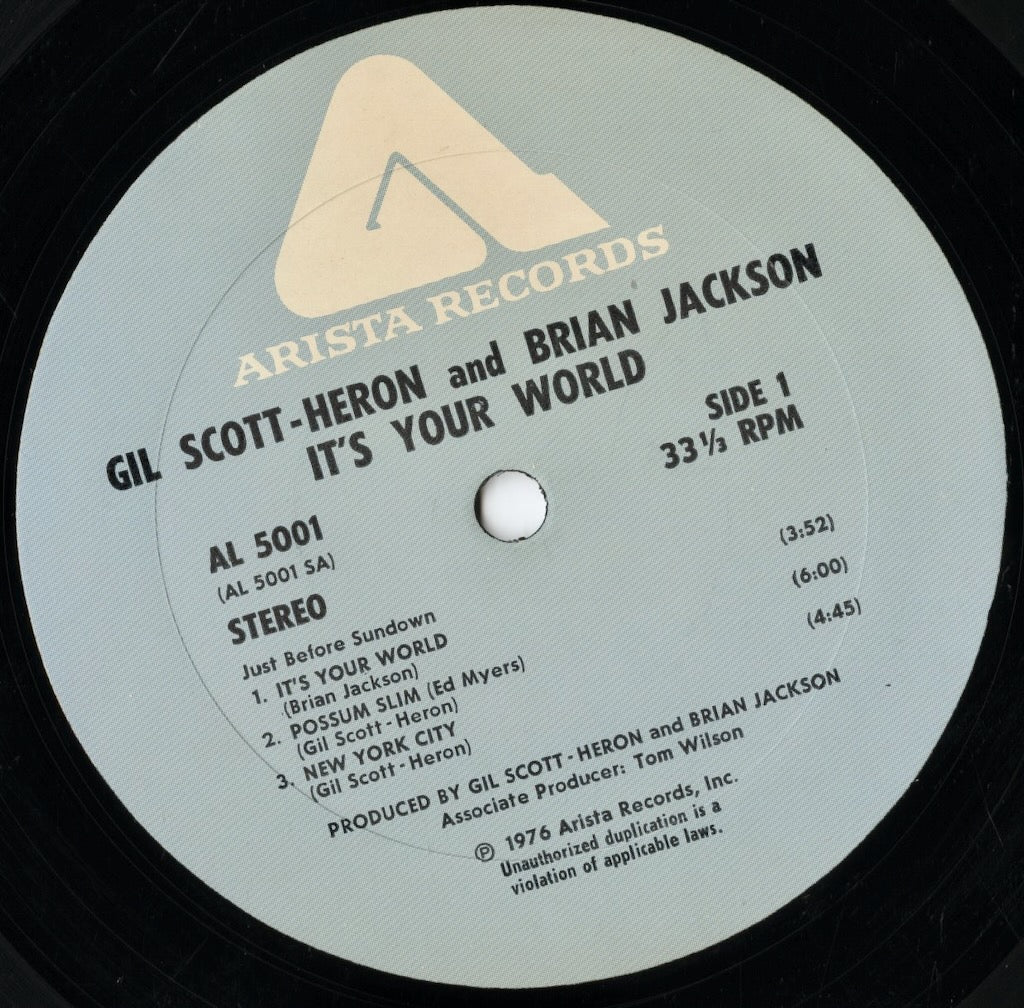 ARISTA RECORDS
GIL SCOTT-HERON and BRIAN JACKSON
IT'S YOUR WORLD
SIDE 1
33⅓ RPM
AL 5001
(AL 5001 SA)
STEREO
Just Before Sundown
1. IT'S YOUR WORLD (3:52)
(Brian Jackson)
2. POSSUM SLIM (Ed Myers) (6:00)
(Gil Scott-Heron)
3. NEW YORK CITY (4:45)
(Gil Scott-Heron)
PRODUCED BY GIL SCOTT-HERON and BRIAN JACKSON
Associate Producer: Tom Wilson
℗ 1976 Arista Records, Inc.
Unauthorized duplication is a
violation of applicable laws.